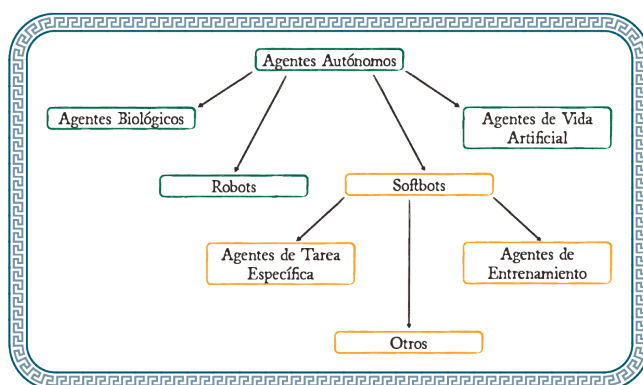 Agentes Autónomos
Agentes Biológicos
Agentes de Vida
Artificial
Robots
Softbots
Agentes de Tarea
Específica
Agentes de
Entrenamiento
Otros